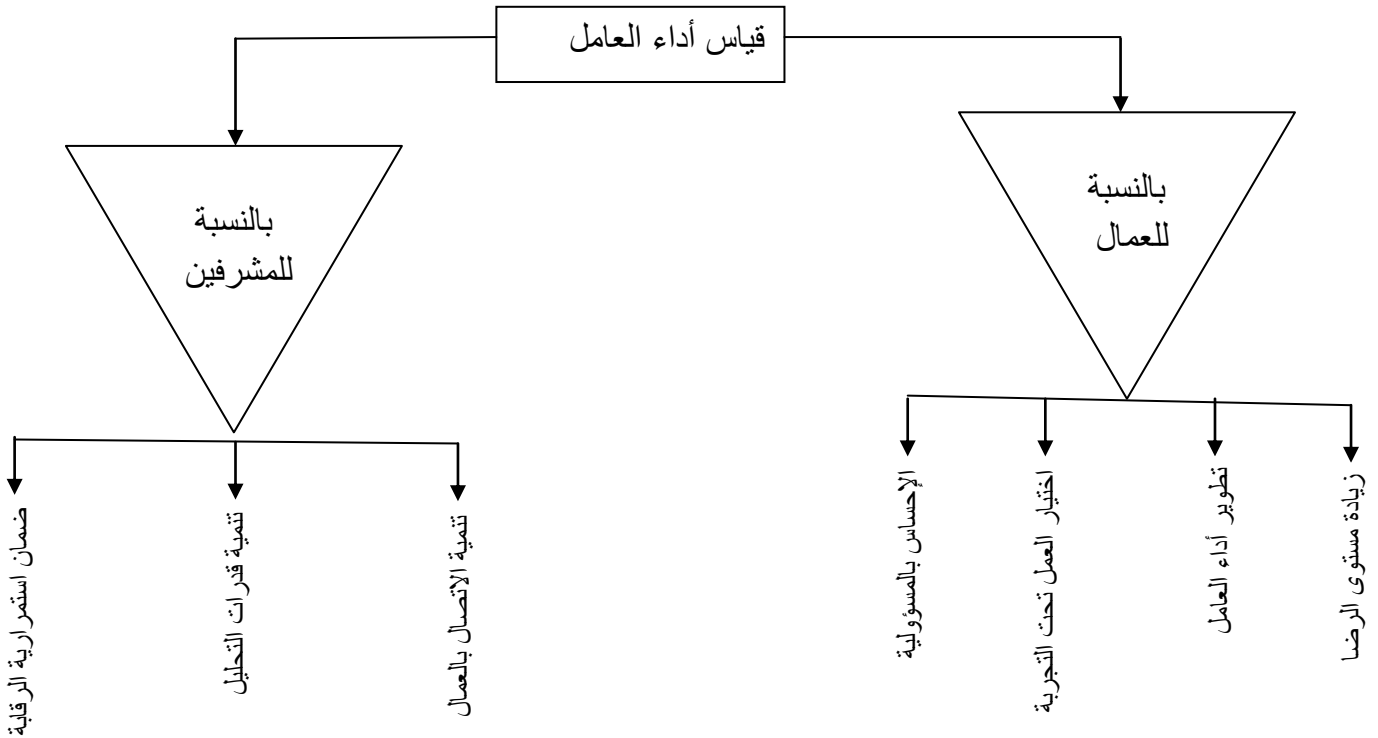 قياس أداء العامل
بالنسبة
للعمال
بالنسبة
للمشرفين
زيادة مستوى الرضا
تطوير أداء العامل
اختيار العمل تحت التجربة
الإحساس بالمسؤولية
تنمية الاتصال بالعمال
تنمية قدرات التحليل
ضمان استمرارية الرقابة